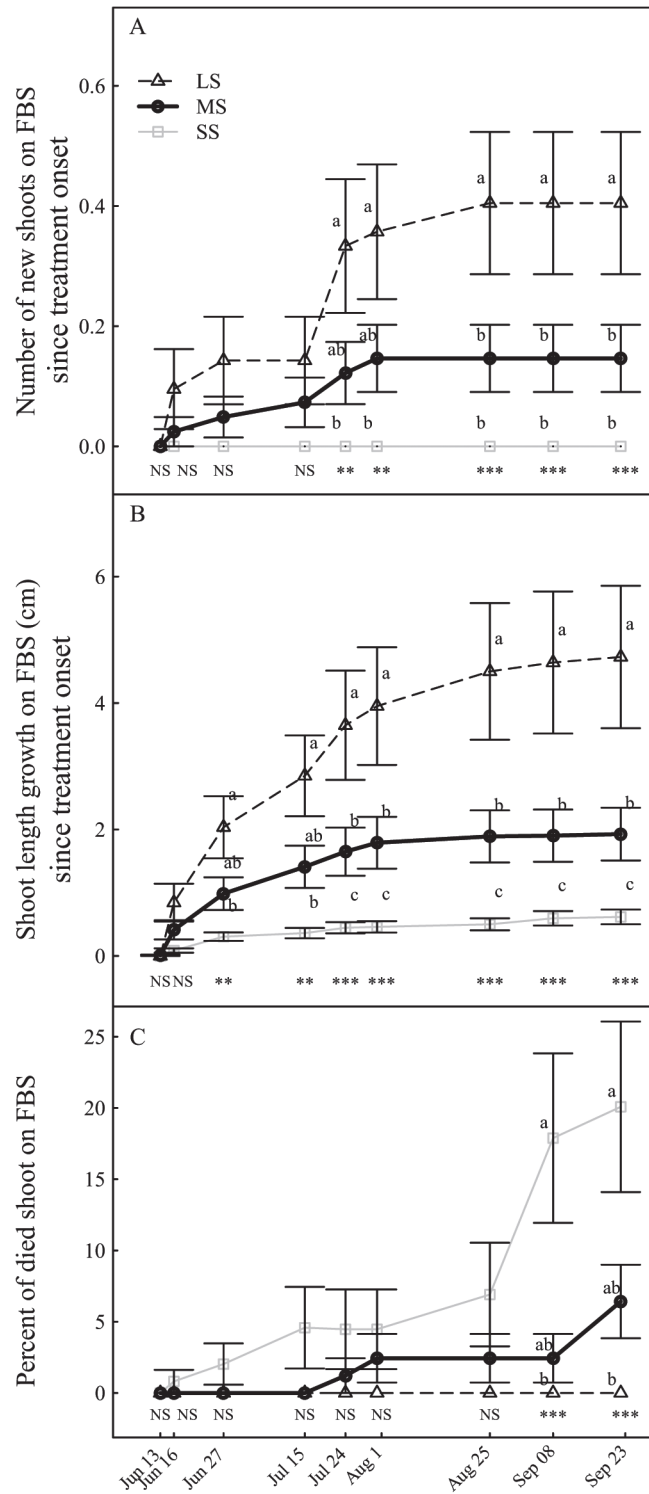 A
LS
MS
SS
Number of new shoots on FBS
since treatment onset
0.6
0.4
0.2
0.0
a
a
a
a
a
ab
ab
b
b
b
b
b
b
b
b
NS
NS
NS
NS
**
**
***
***
***
B
Shoot length growth on FBS (cm)
since treatment onset
6
4
2
0
a
a
a
a
a
a
a
ab
ab
b
b
b
b
b
b
b
c
c
c
c
c
NS
NS
**
**
***
***
***
***
***
C
Percent of died shoot on FBS
25
20
15
10
5
0
a
a
ab
ab
b
b
NS
NS
NS
NS
NS
NS
NS
***
***
Jun 13
Jun 16
Jun 27
Jul 15
Jul 24
Aug 1
Aug 25
Sep 08
Sep 23